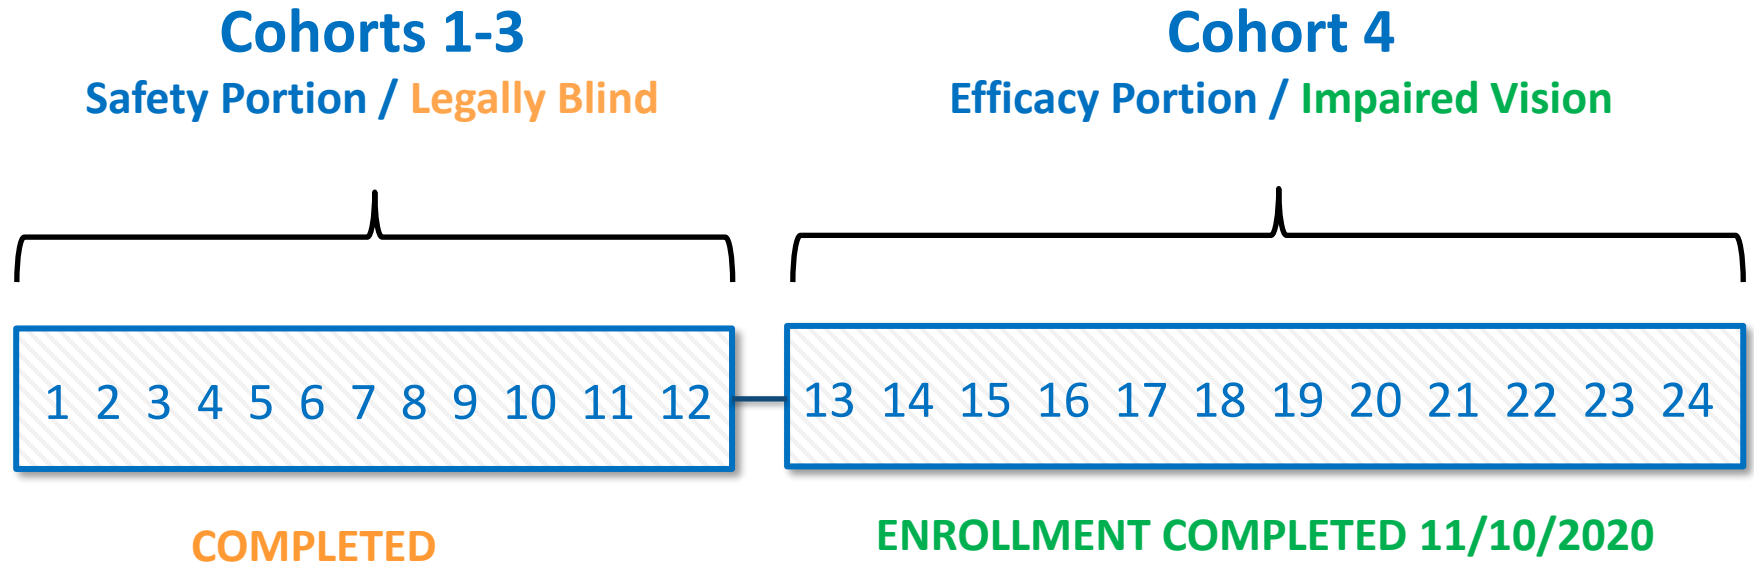 Cohorts 1-3
Safety Portion / Legally Blind
Cohort 4
Efficacy Portion / Impaired Vision
1 2 3 4 5 6 7 8 9 10 11 12
13 14 15 16 17 18 19 20 21 22 23 24
COMPLETED
ENROLLMENT COMPLETED 11/10/2020